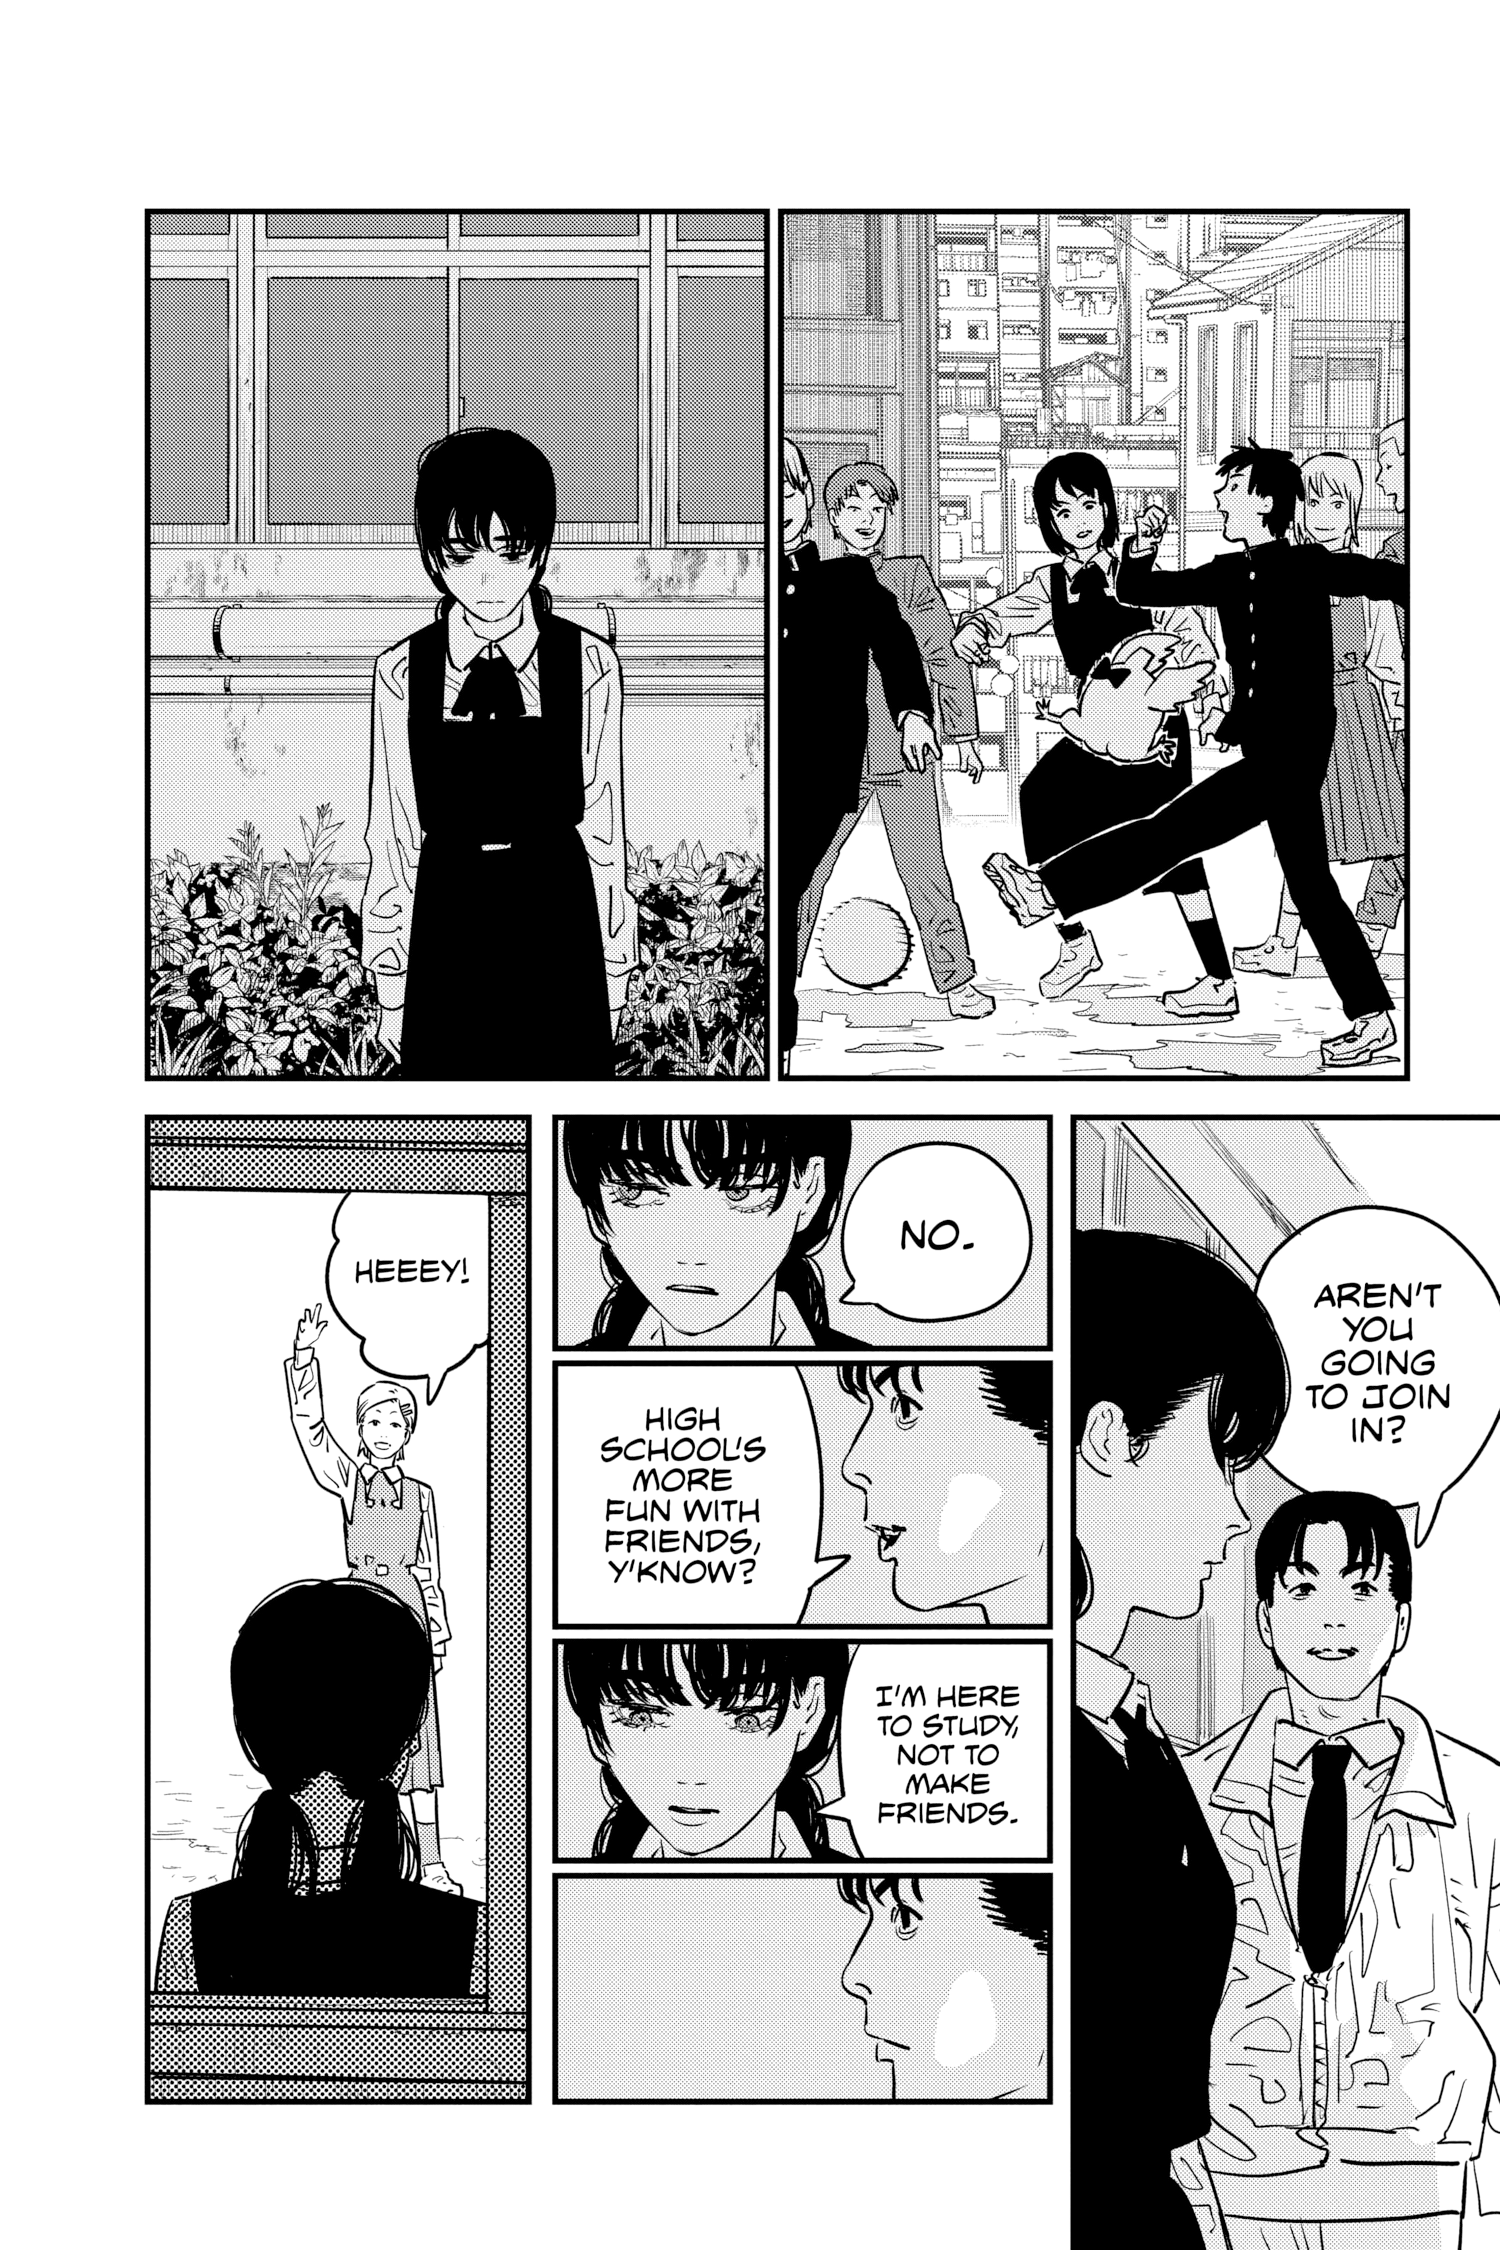 AREN'T
YOU
GOING
TO JOIN
IN?
NO.
HIGH
SCHOOL'S
MORE
FUN WITH
FRIENDS,
Y'KNOW?
I'M HERE
TO STUDY,
NOT TO
MAKE
FRIENDS.
HEEEY!